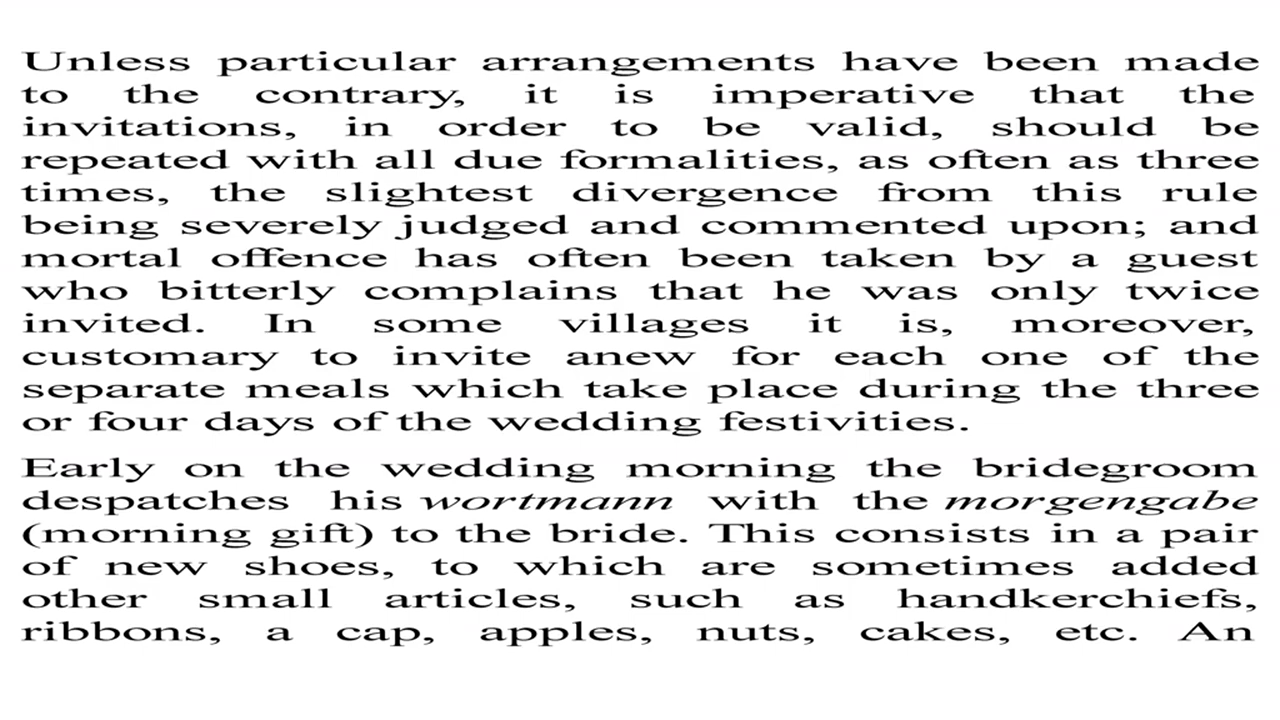 Unless particular arrangements have been made
to the contrary, it is imperative that the
invitations, in order to be valid, should be
repeated with all due formalities, as often as three
times, the slightest divergence from this rule
being severely judged and commented upon; and
mortal offence has often been taken by a guest
who bitterly complains that he was only twice
invited. In some villages it is, moreover,
customary to invite anew for each one of the
separate meals which take place during the three
or four days of the wedding festivities.
Early on the wedding morning the bridegroom
despatches his wortmann with the morgengabe
(morning gift) to the bride. This consists in a pair
of new shoes, to which are sometimes added
other small articles, such as handkerchiefs,
ribbons, a cap, apples, nuts, cakes, etc. An